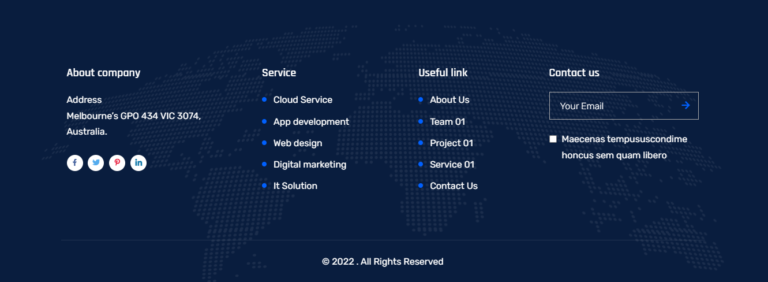 About company
Address
Melbourne's GPO 434 VIC 3074,
Australia.
Service
Cloud Service
App development
Web design
Digital marketing
It Solution
Useful link
About Us
Team 01
Project 01
Service 01
Contact Us
Contact us
Your Email
Maecenas tempususcondime
honcus sem quam libero
© 2022 . All Rights Reserved